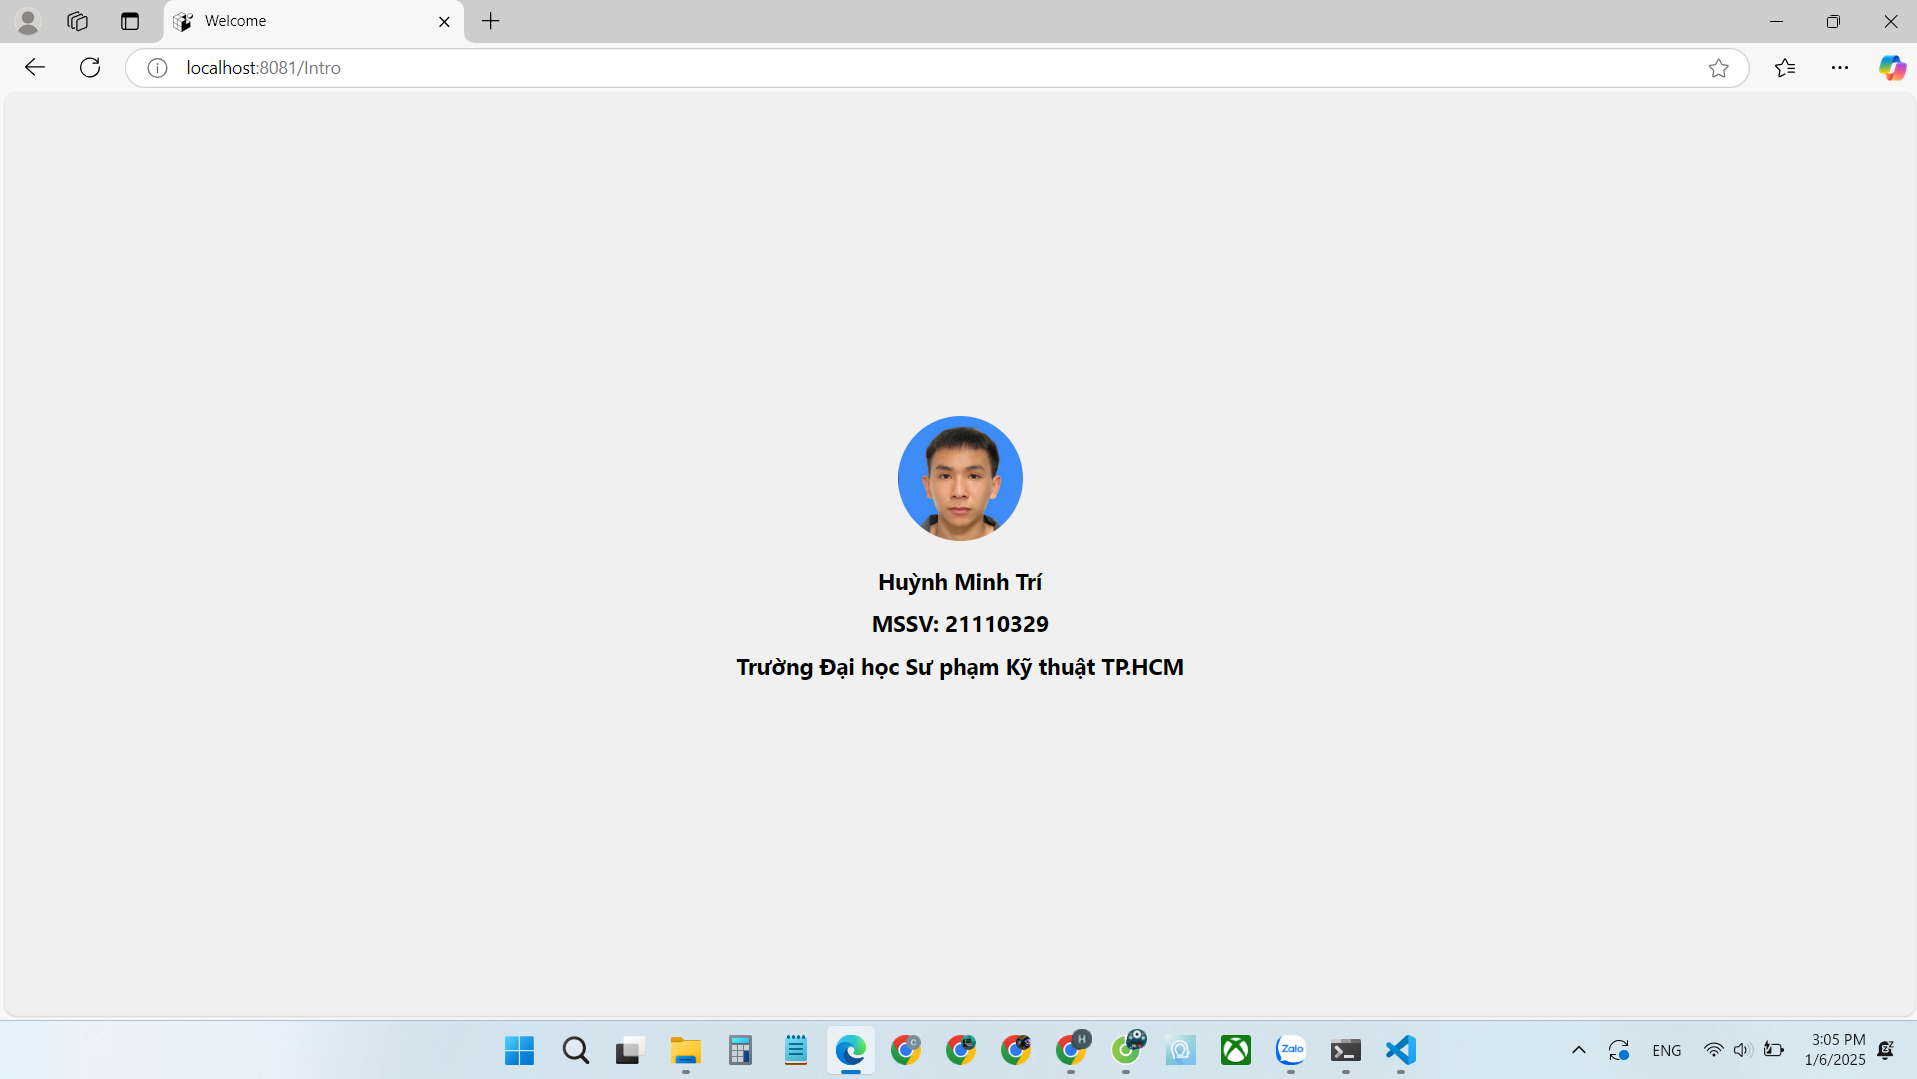 Welcome
localhost:8081/Intro
Huỳnh Minh Trí
MSSV: 21110329
Trường Đại học Sư phạm Kỹ thuật TP.HCM
C
H
Zalo
ENG
3:05 PM
1/6/2025